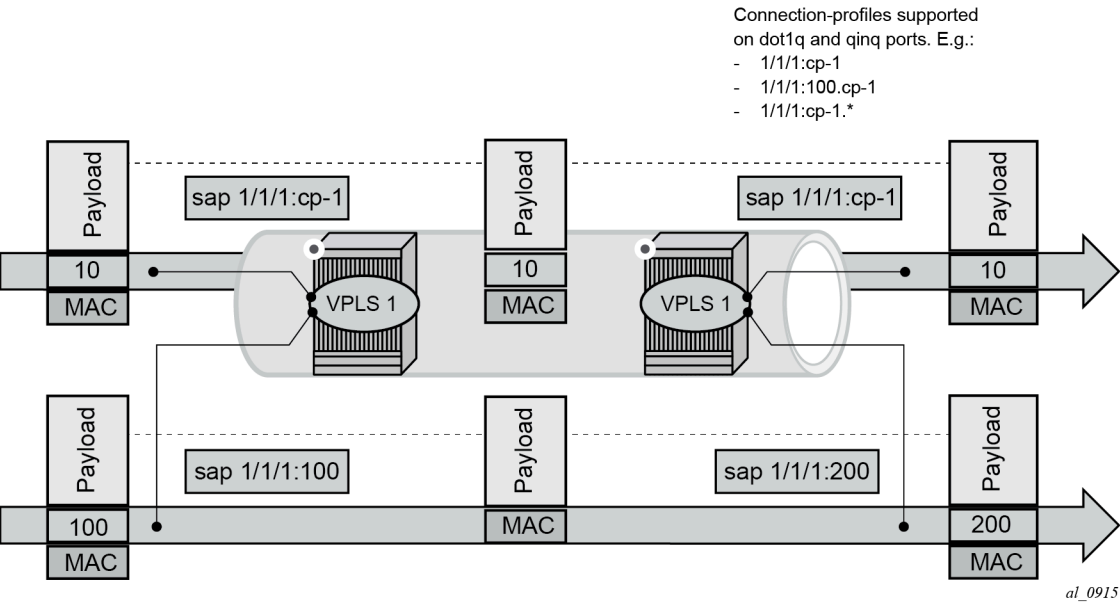 Connection-profiles supported
on dot1q and qinq ports. E.g.:
- 1/1/1:cp-1
- 1/1/1:100.cp-1
- 1/1/1:cp-1.*
Payload
Payload
Payload
sap 1/1/1:cp-1
sap 1/1/1:cp-1
10
10
10
MAC
VPLS 1
MAC
VPLS 1
MAC
Payload
Payload
Payload
sap 1/1/1:100
sap 1/1/1:200
100
MAC
200
MAC
MAC
al_0915